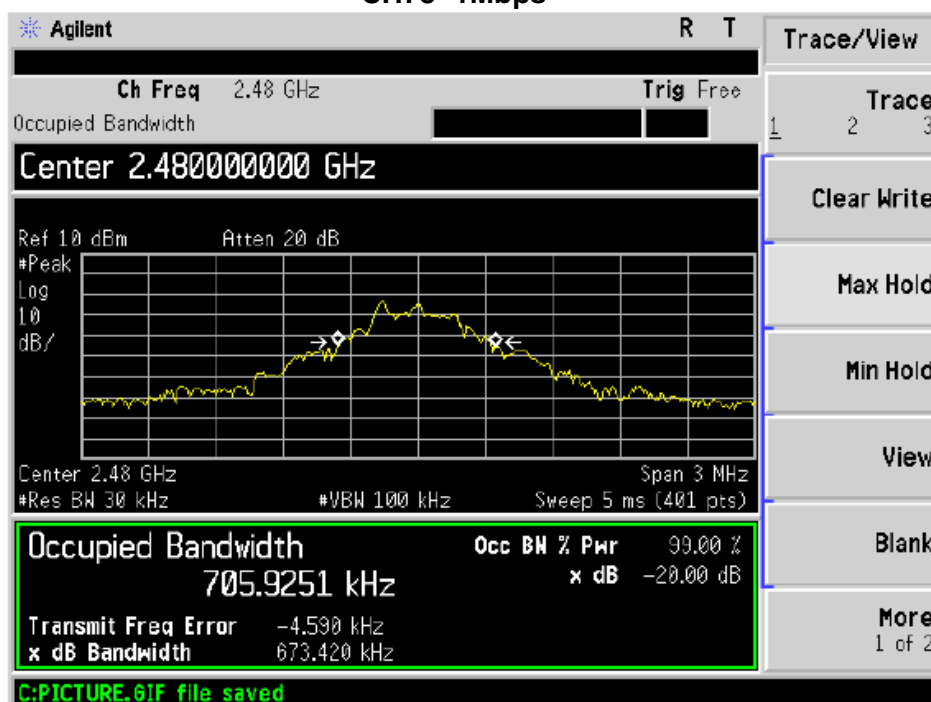 Agilent R T
Ch Freq 2.48 GHz Trig Free
Occupied Bandwidth
Center 2.480000000 GHz
Ref 10 dBm Atten 20 dB
#Peak
Log
10
dB/
Center 2.48 GHz Span 3 MHz
#Res BW 30 kHz #VBW 100 kHz Sweep 5 ms (401 pts)
Occupied Bandwidth Occ BW % Pwr 99.00 %
705.9251 kHz x dB -20.00 dB
Transmit Freq Error -4.590 kHz
x dB Bandwidth 673.420 kHz
C:PICTURE.GIF file saved
Trace/View
Trace
1 2 3
Clear Write
Max Hold
Min Hold
View
Blank
More
1 of 2